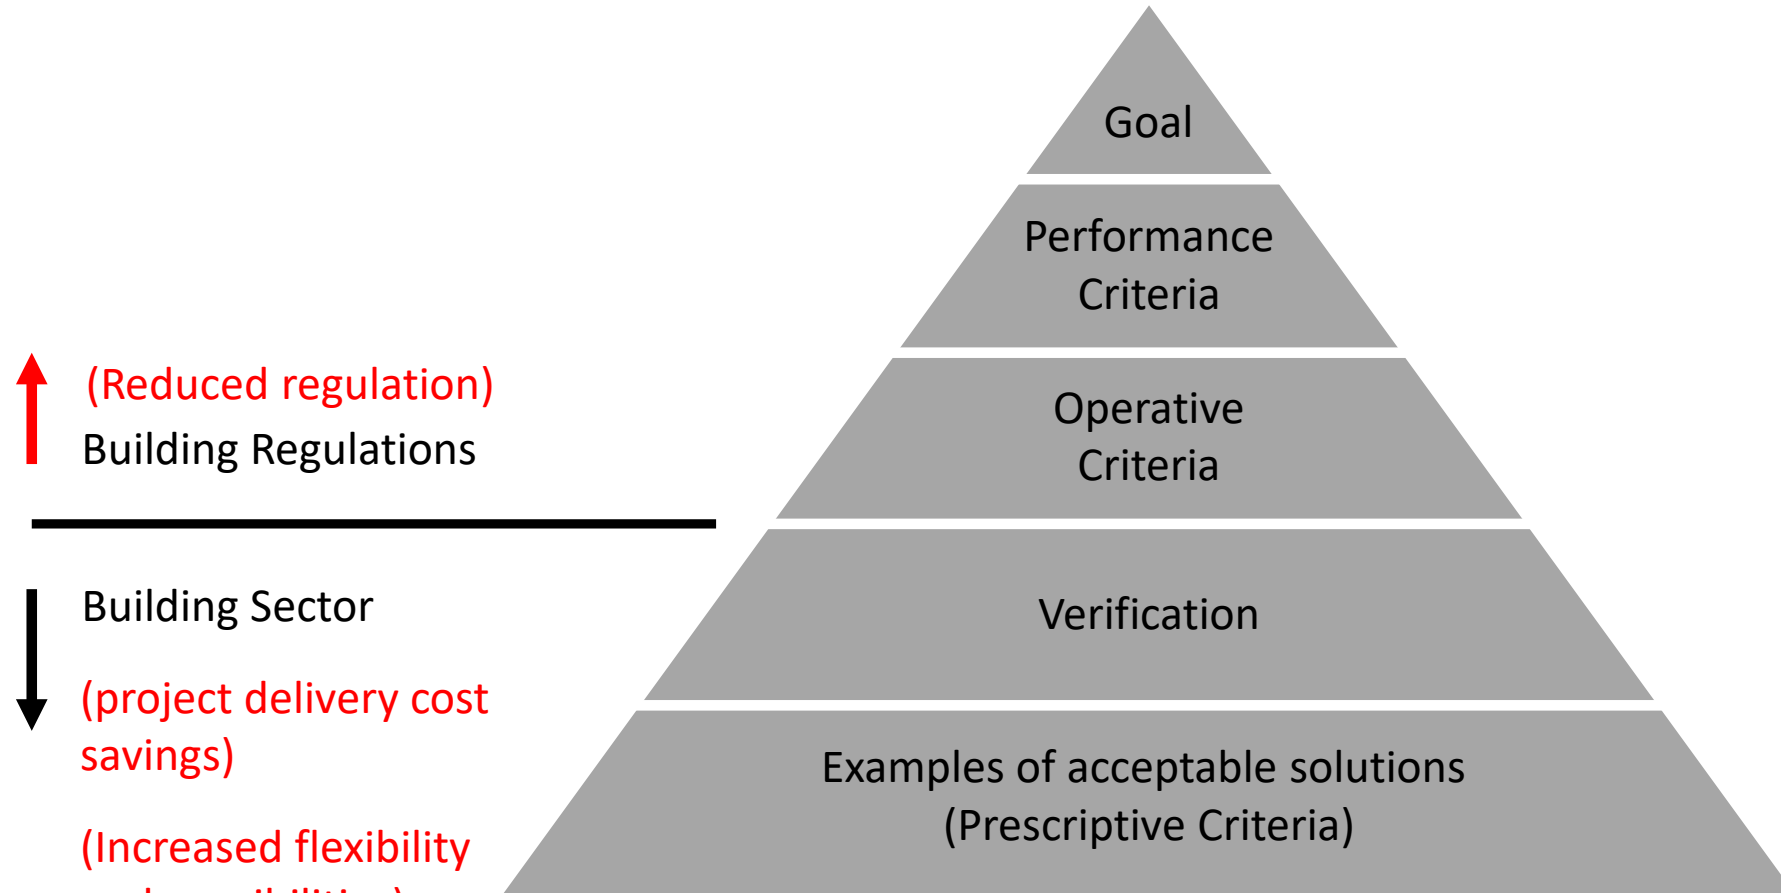 Goal
Performance
Criteria
Operative
Criteria
Verification
Examples of acceptable solutions
(Prescriptive Criteria)
(Reduced regulation)
Building Regulations
Building Sector
(project delivery cost
savings)
(Increased flexibility